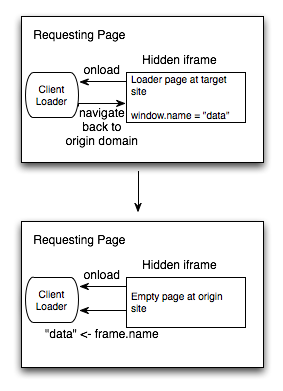 Requesting Page
Hidden iframe
onload
Client
Loader
Loader page at target
site
window.name = "data"
navigate
back to
origin domain
Requesting Page
Hidden iframe
onload
Client
Loader
Empty page at origin
site
"data" <- frame.name